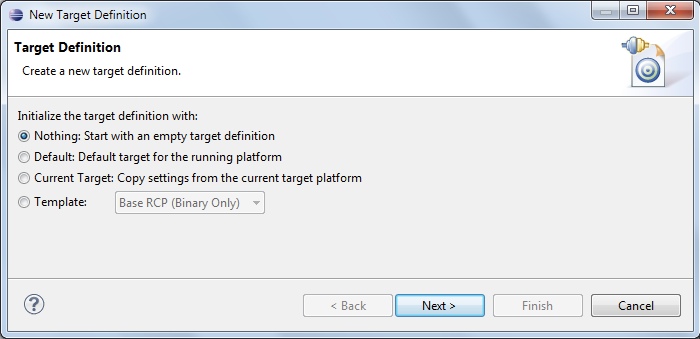 New Target Definition
Target Definition
Create a new target definition.
Initialize the target definition with:
Nothing: Start with an empty target definition
Default: Default target for the running platform
Current Target: Copy settings from the current target platform
Template: Base RCP (Binary Only)
? < Back Next > Finish Cancel